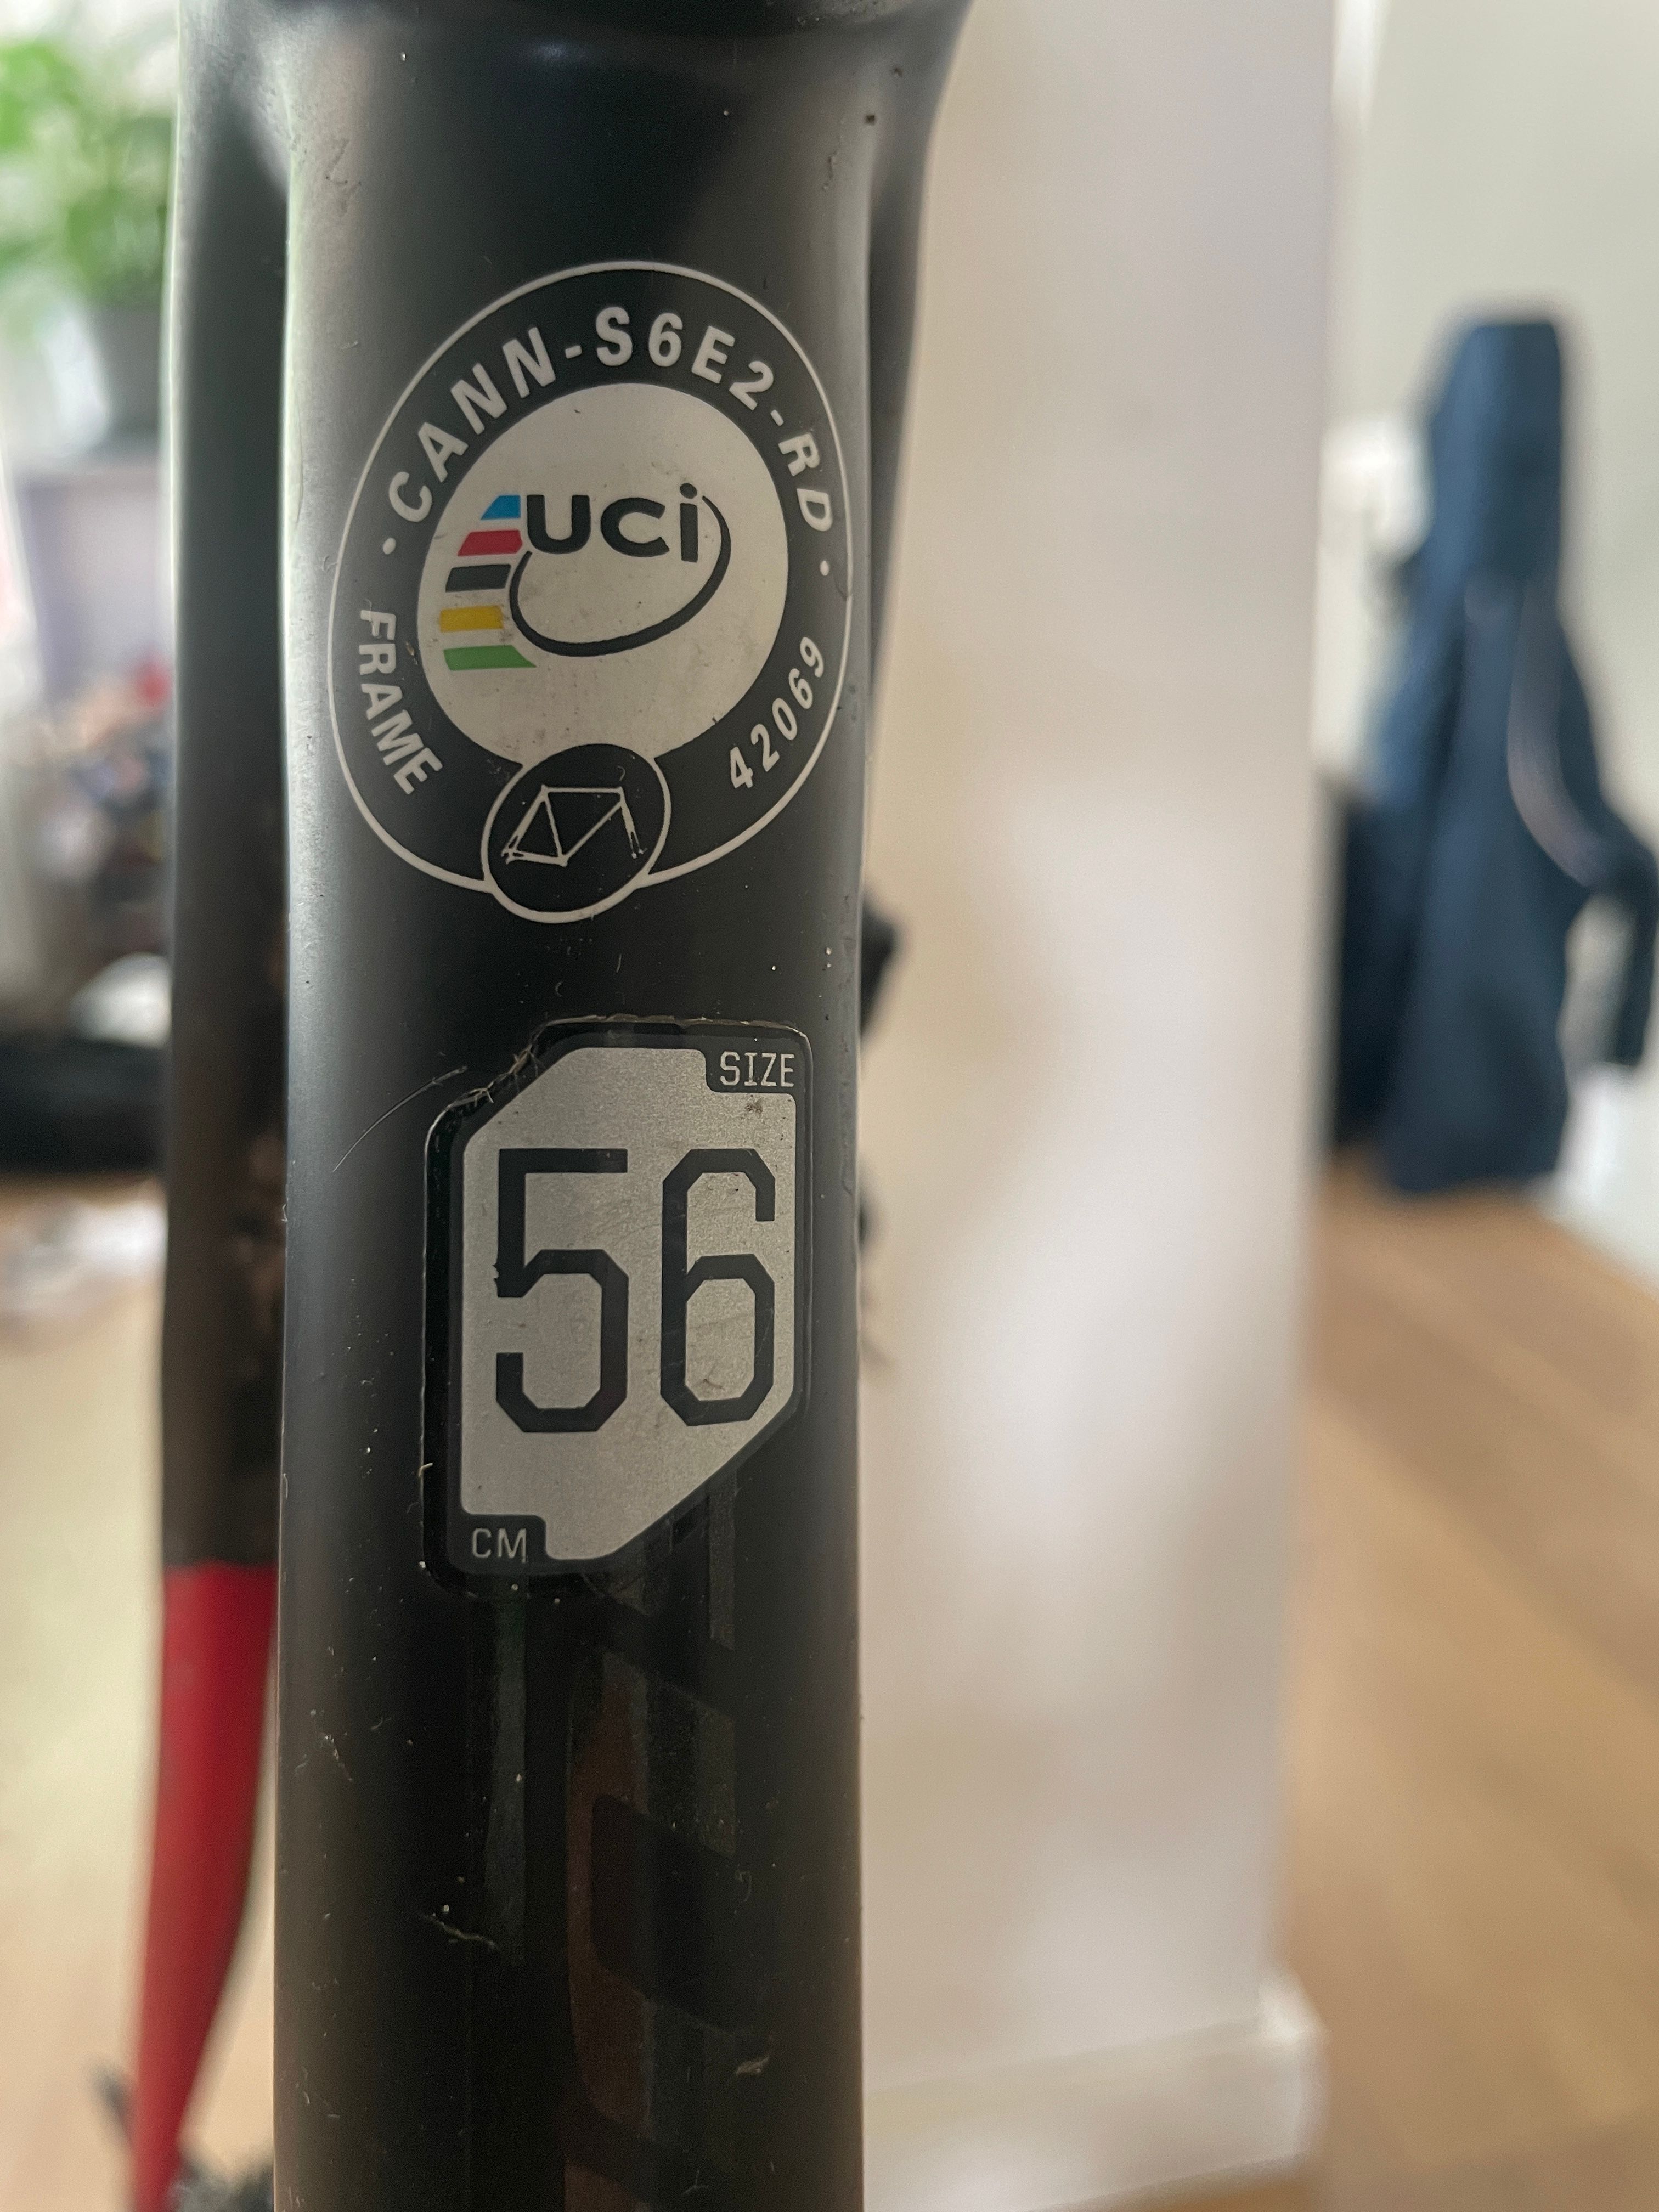 · CANN-S6E2-RD ·
uci
FRAME 42069
SIZE
56
CM